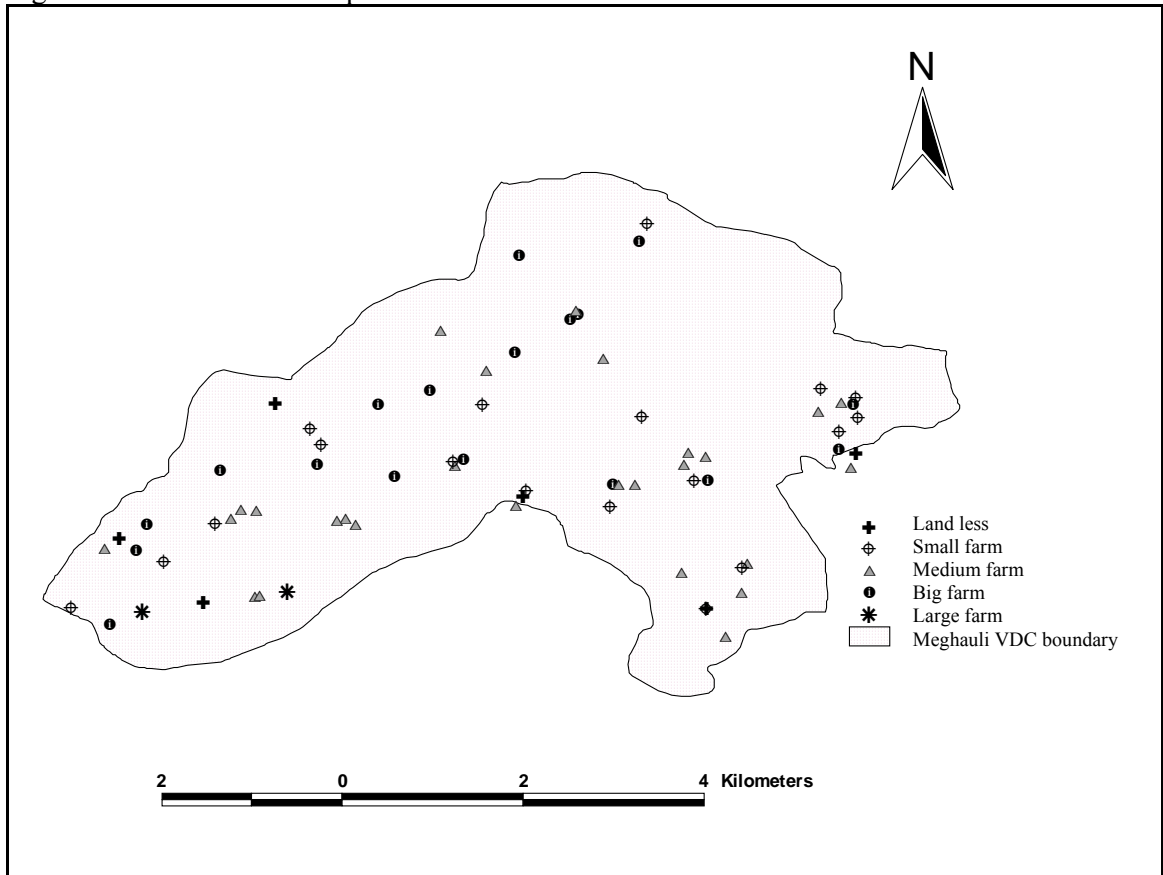 N
Land less
Small farm
Medium farm
Big farm
Large farm
Meghauli VDC boundary
2 0 2 4 Kilometers